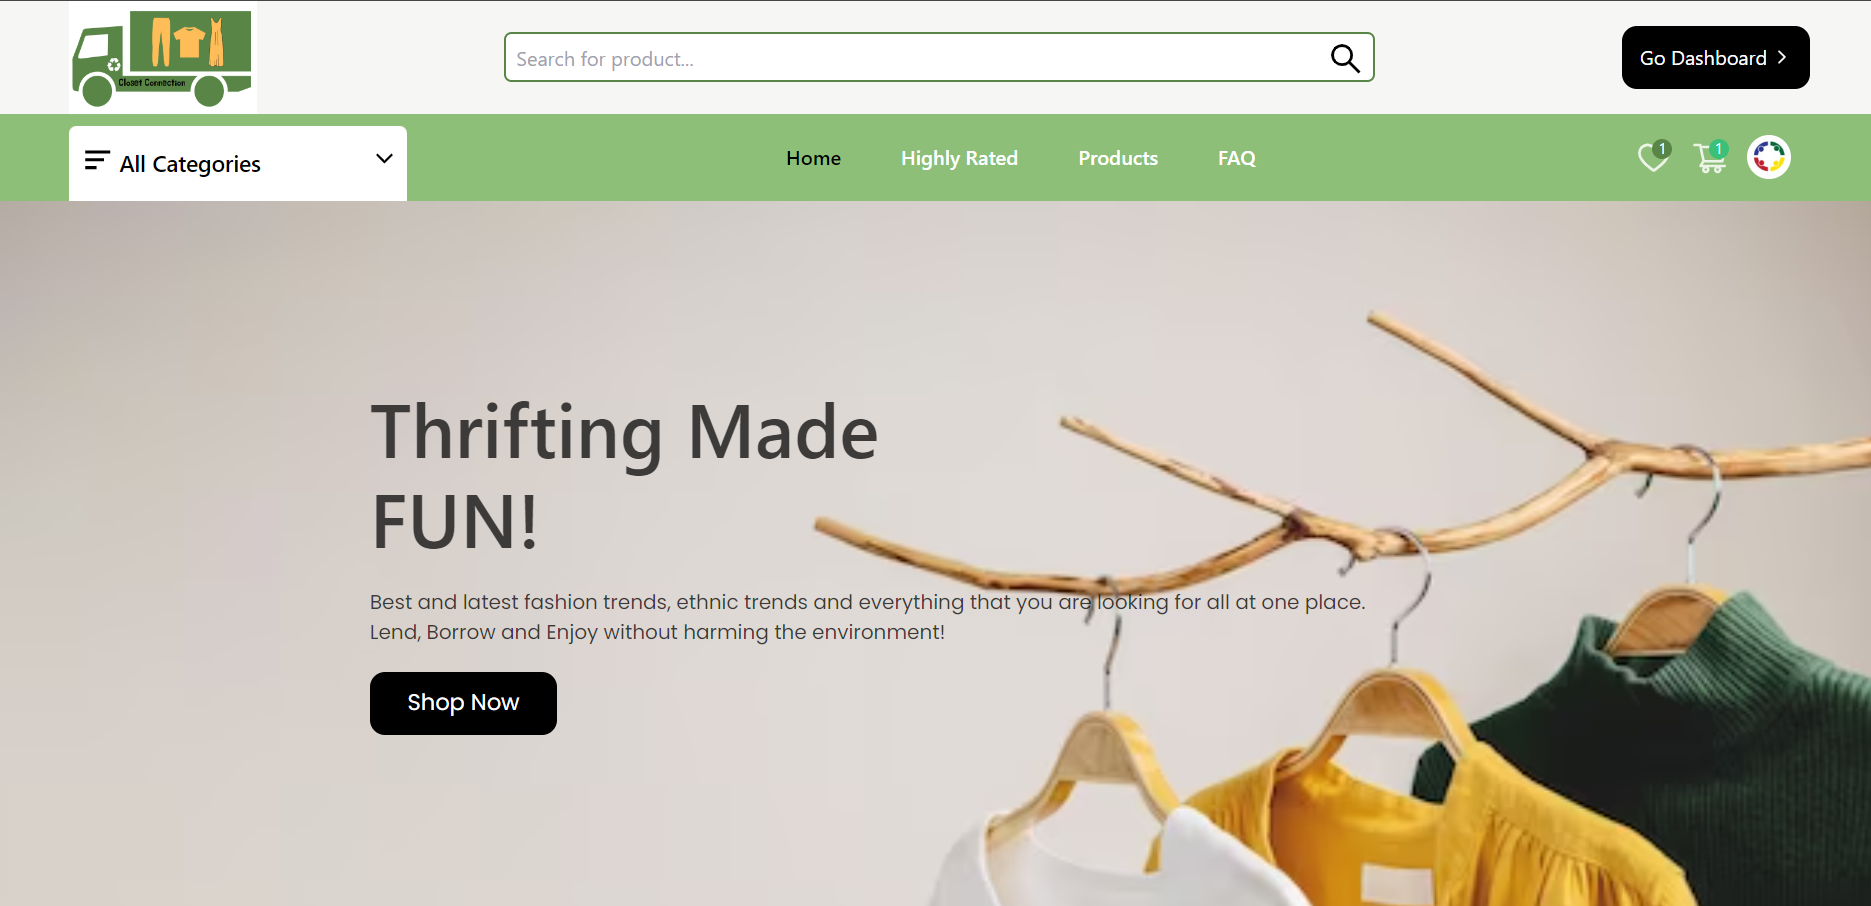 Closet Connection
Search for product...
Go Dashboard
All Categories
Home
Highly Rated
Products
FAQ
1
1
Thrifting Made
FUN!
Best and latest fashion trends, ethnic trends and everything that you are looking for all at one place.
Lend, Borrow and Enjoy without harming the environment!
Shop Now